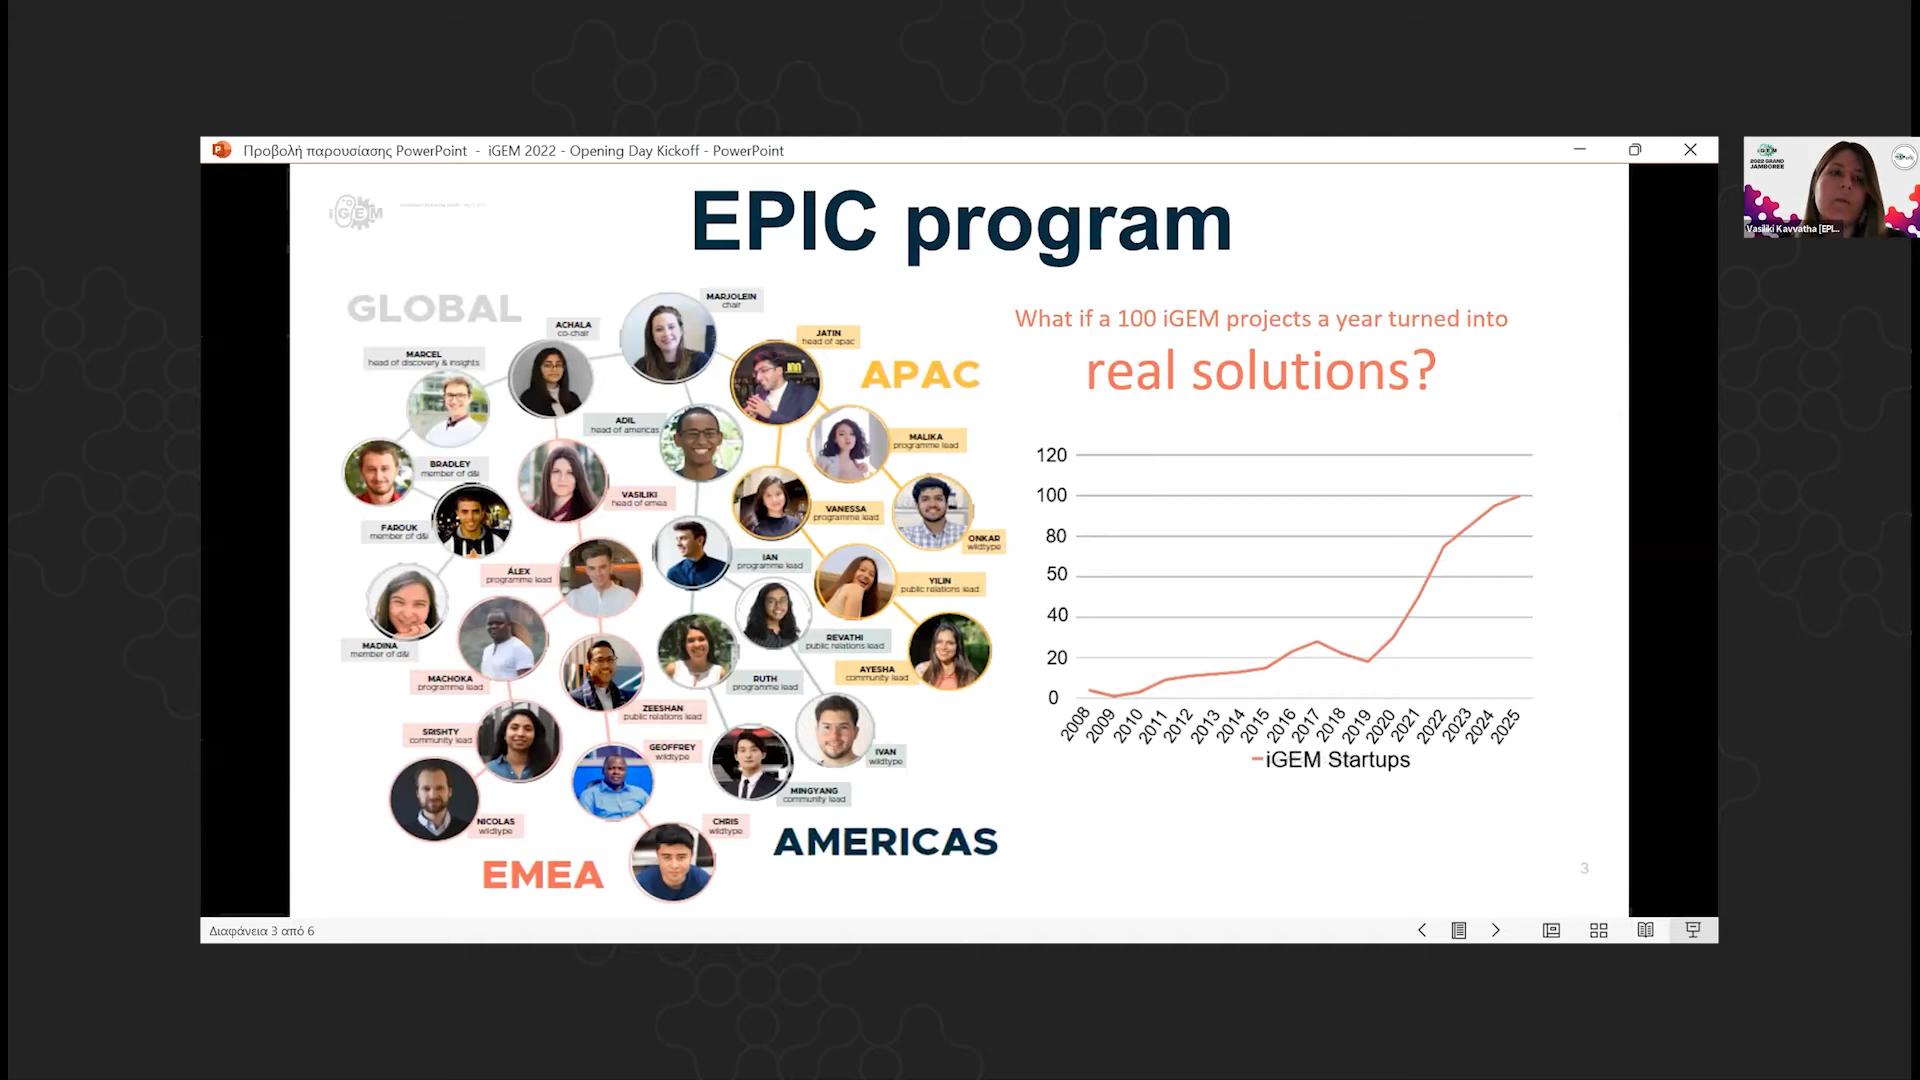 Προβολή παρουσίασης PowerPoint - iGEM 2022 - Opening Day Kickoff - PowerPoint
iGEM
2022 GRAND
JAMBOREE
Vasiliki Kavvatha [EPI...
iGEM
EPIC program
GLOBAL
MARJOLEIN
chair
ACHALA
co-chair
JATIN
head of apac
MARCEL
head of discovery & insights
APAC
ADIL
head of americas
MALIKA
programme lead
BRADLEY
member of d&i
VASILIKI
head of emea
VANESSA
programme lead
FAROUK
member of d&i
ONKAR
wildtype
IAN
programme lead
ÁLEX
programme lead
YILIN
public relations lead
MADINA
member of d&i
REVATHI
public relations lead
AYESHA
community lead
MACHOKA
programme lead
RUTH
programme lead
ZEESHAN
public relations lead
SRISHTY
community lead
GEOFFREY
wildtype
IVAN
wildtype
MINGYANG
community lead
NICOLAS
wildtype
CHRIS
wildtype
AMERICAS
EMEA
What if a 100 iGEM projects a year turned into
real solutions?
120
100
80
50
40
20
0
2008 2009 2010 2011 2012 2013 2014 2015 2016 2017 2018 2019 2020 2021 2022 2023 2024 2025
iGEM Startups
3
Διαφάνεια 3 από 6